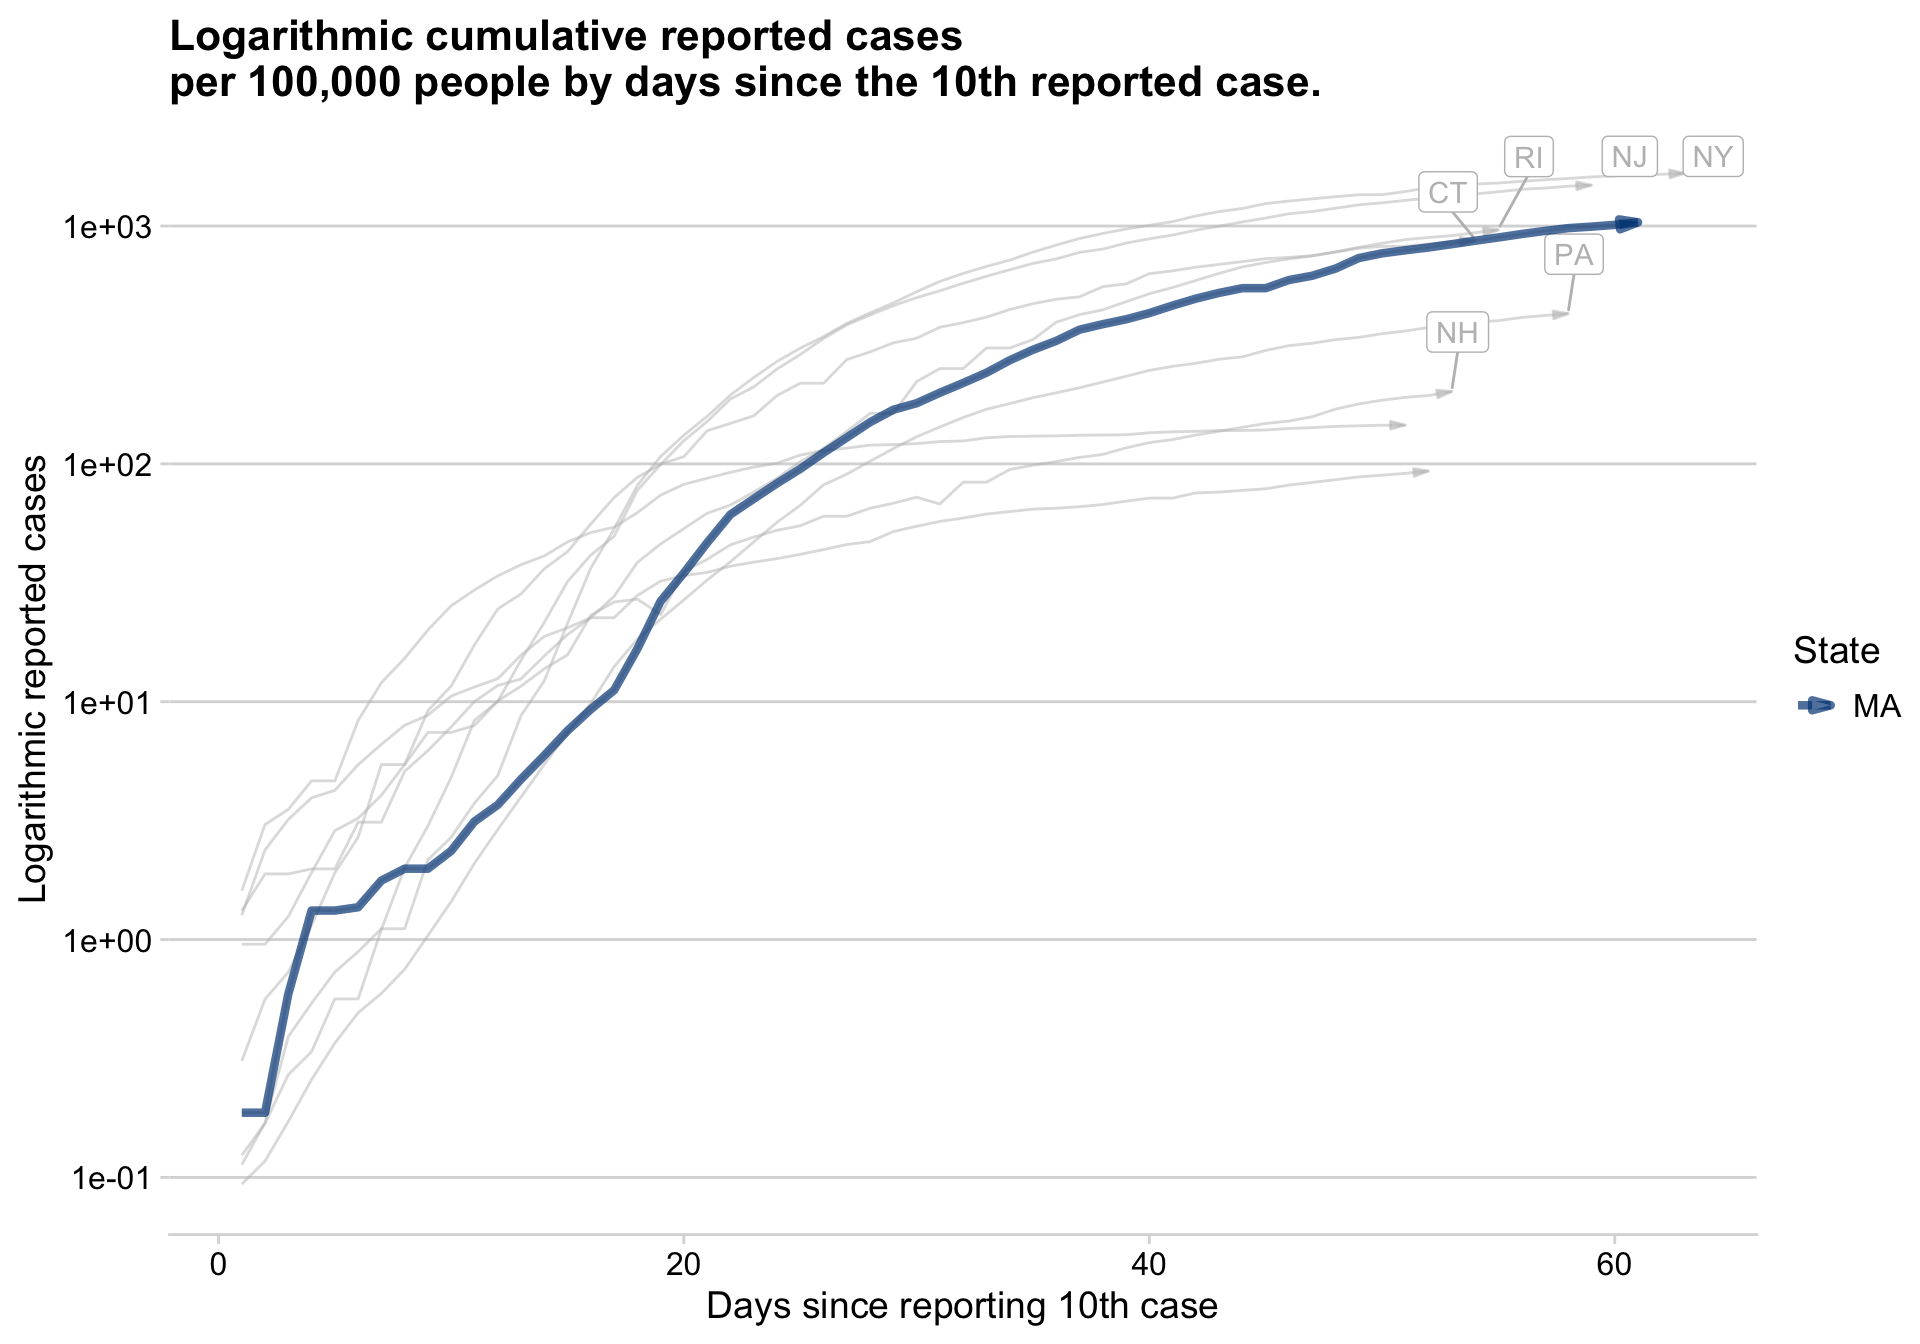 Logarithmic cumulative reported cases
per 100,000 people by days since the 10th reported case.
RI
NJ
NY
CT
1e+03
PA
NH
1e+02
Logarithmic reported cases
State
1e+01
MA
1e+00
1e-01
0
20
40
60
Days since reporting 10th case